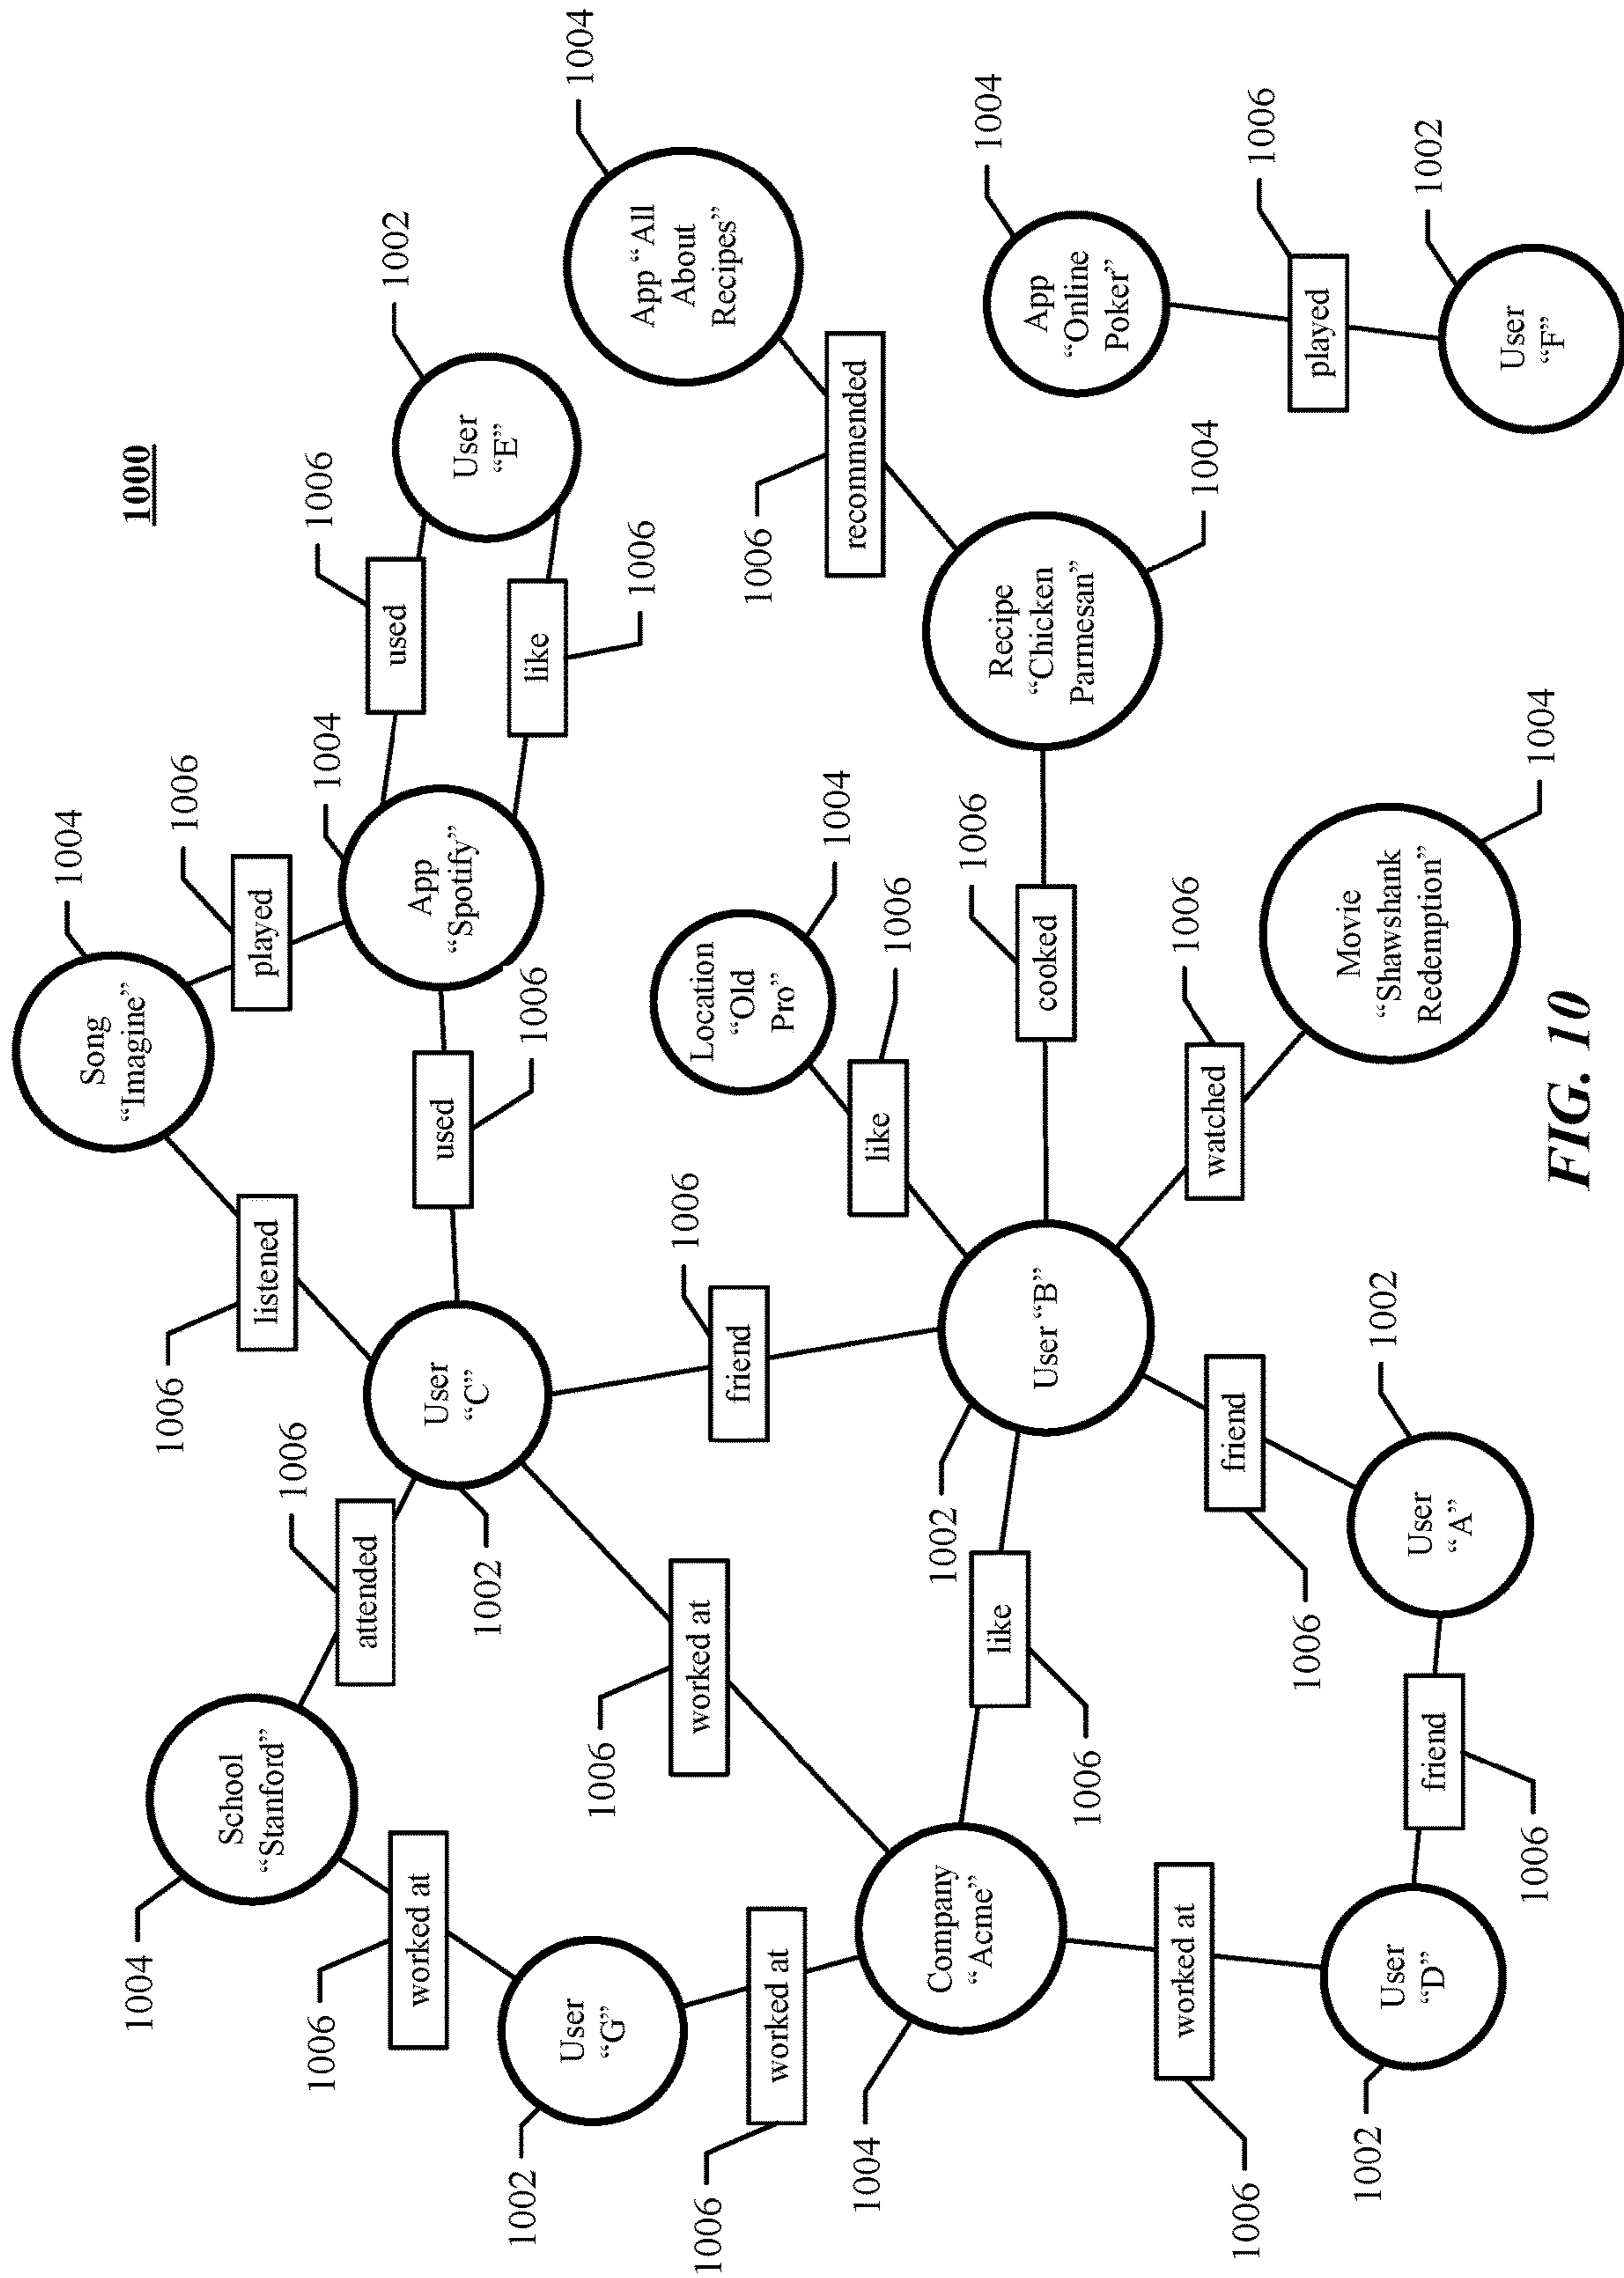 1000
1004
Song
“Imagine”
1004
School
“Stanford”
1006
listened
1006
played
1006
attended
1006
used
1006
1002
User
“E”
1006
worked at
1004
App
“Spotify”
User
“C”
1002
used
1006
like
1006
1002
User
“G”
1006
worked at
1006
friend
1006
1004
App “All
About
Recipes”
1006
worked at
Location
“Old
Pro”
1004
1006
recommended
1004
Company
“Acme”
like
1006
1002
User “B”
like
1006
1006
cooked
Recipe
“Chicken
Parmesan”
1004
1004
App
“Online
Poker”
1006
worked at
friend
1006
1006
watched
1006
played
1002
User
“D”
friend
1006
User
“A”
1002
Movie
“Shawshank
Redemption”
1004
1002
User
“F”
FIG. 10